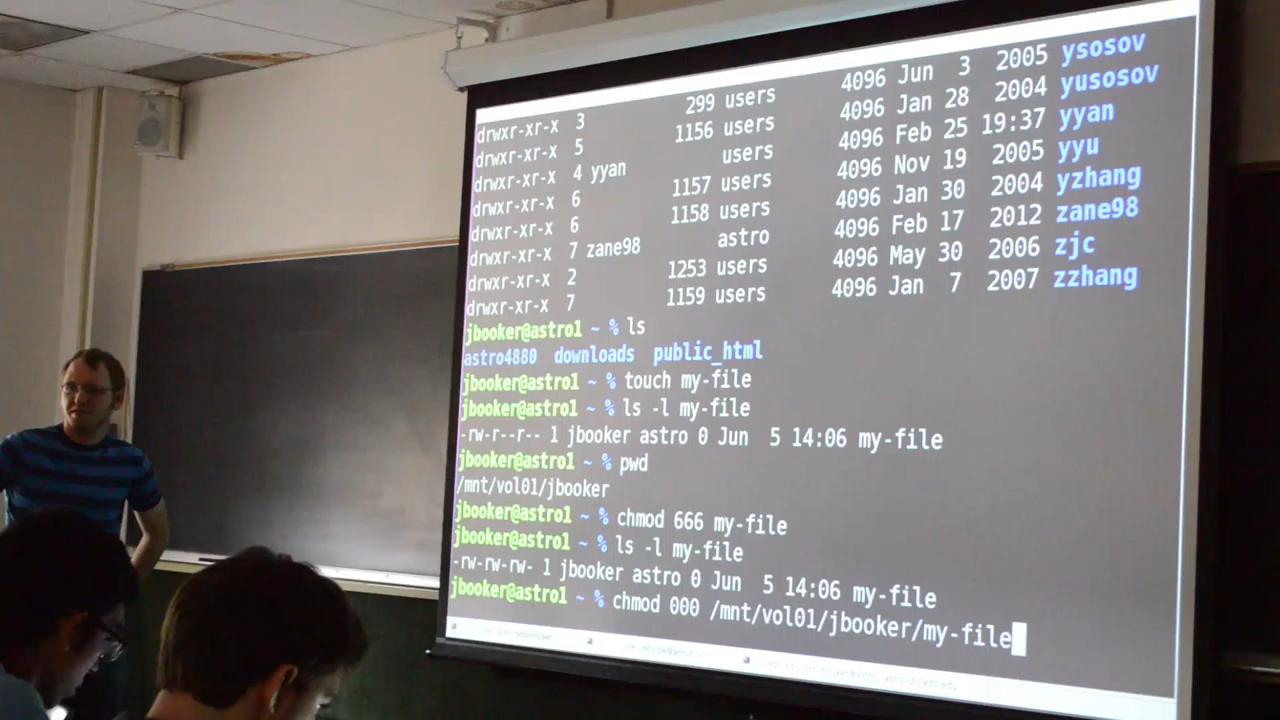 drwxr-xr-x 3 299 users 4096 Jun 3 2005 ysosov
drwxr-xr-x 5 1156 users 4096 Jan 28 2004 yusosov
drwxr-xr-x 4 yyan users 4096 Feb 25 19:37 yyan
drwxr-xr-x 6 1157 users 4096 Nov 19 2005 yyu
drwxr-xr-x 6 1158 users 4096 Jan 30 2004 yzhang
drwxr-xr-x 7 zane98 astro 4096 Feb 17 2012 zane98
drwxr-xr-x 2 1253 users 4096 May 30 2006 zjc
drwxr-xr-x 7 1159 users 4096 Jan 7 2007 zzhang
jbooker@astro1 ~ % ls
astro4880 downloads public_html
jbooker@astro1 ~ % touch my-file
jbooker@astro1 ~ % ls -l my-file
-rw-r--r-- 1 jbooker astro 0 Jun 5 14:06 my-file
jbooker@astro1 ~ % pwd
/mnt/vol01/jbooker
jbooker@astro1 ~ % chmod 666 my-file
jbooker@astro1 ~ % ls -l my-file
-rw-rw-rw- 1 jbooker astro 0 Jun 5 14:06 my-file
jbooker@astro1 ~ % chmod 000 /mnt/vol01/jbooker/my-file